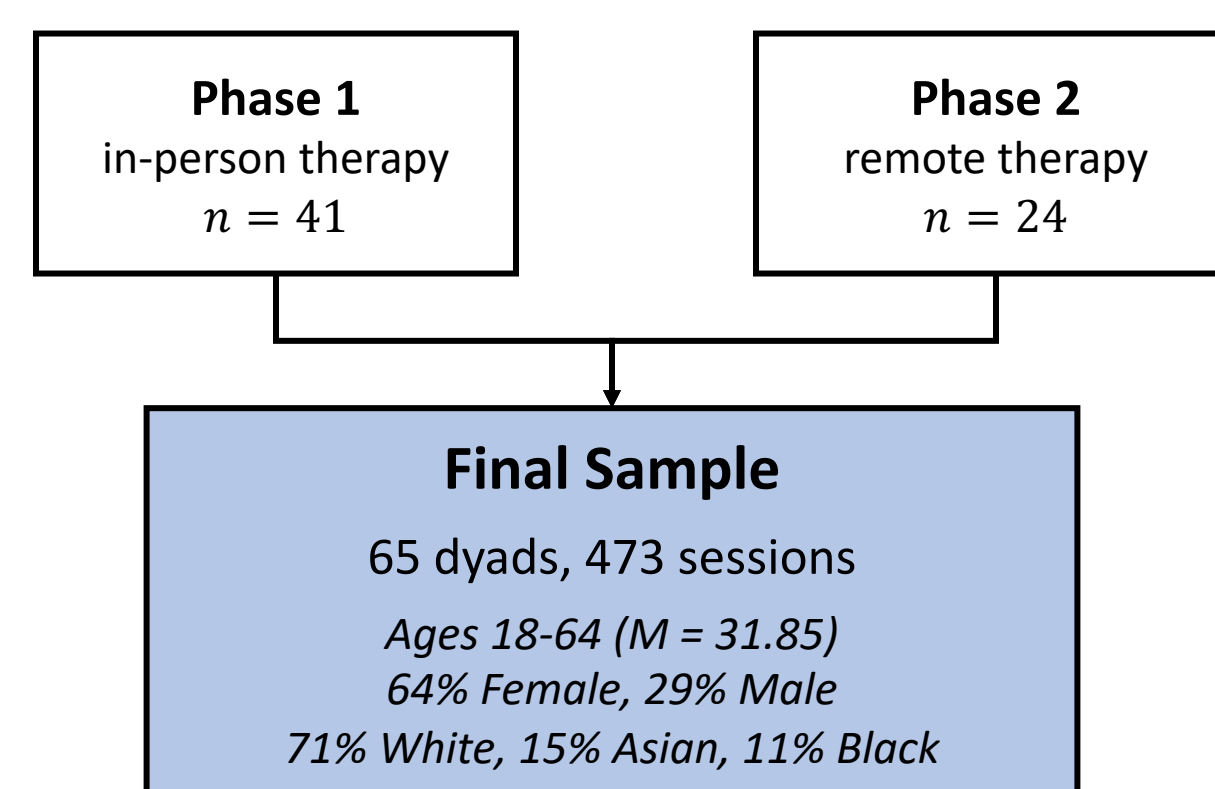 Phase 1
in-person therapy
n = 41
Phase 2
remote therapy
n = 24
Final Sample
65 dyads, 473 sessions
Ages 18-64 (M = 31.85)
64% Female, 29% Male
71% White, 15% Asian, 11% Black